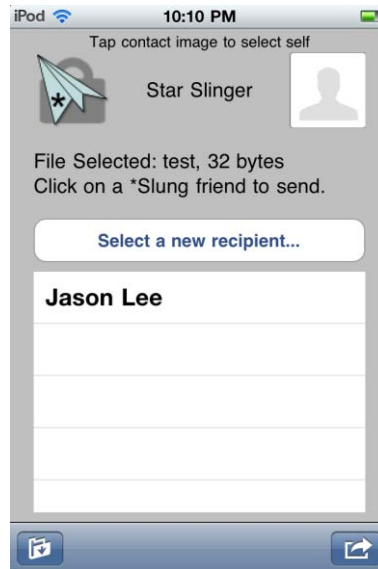 iPod 10:10 PM
Tap contact image to select self
*
Star Slinger
File Selected: test, 32 bytes
Click on a *Slung friend to send.
Select a new recipient...
Jason Lee